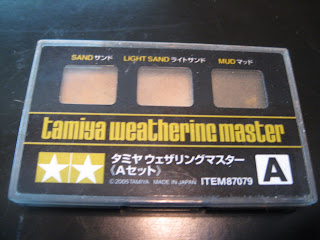 SAND サンド LIGHT SAND ライトサンド MUD マッド
tamiya weathering master
タミヤ ウェザリングマスター
《Aセット》
A
© 2005 TAMIYA MADE IN JAPAN ITEM87079